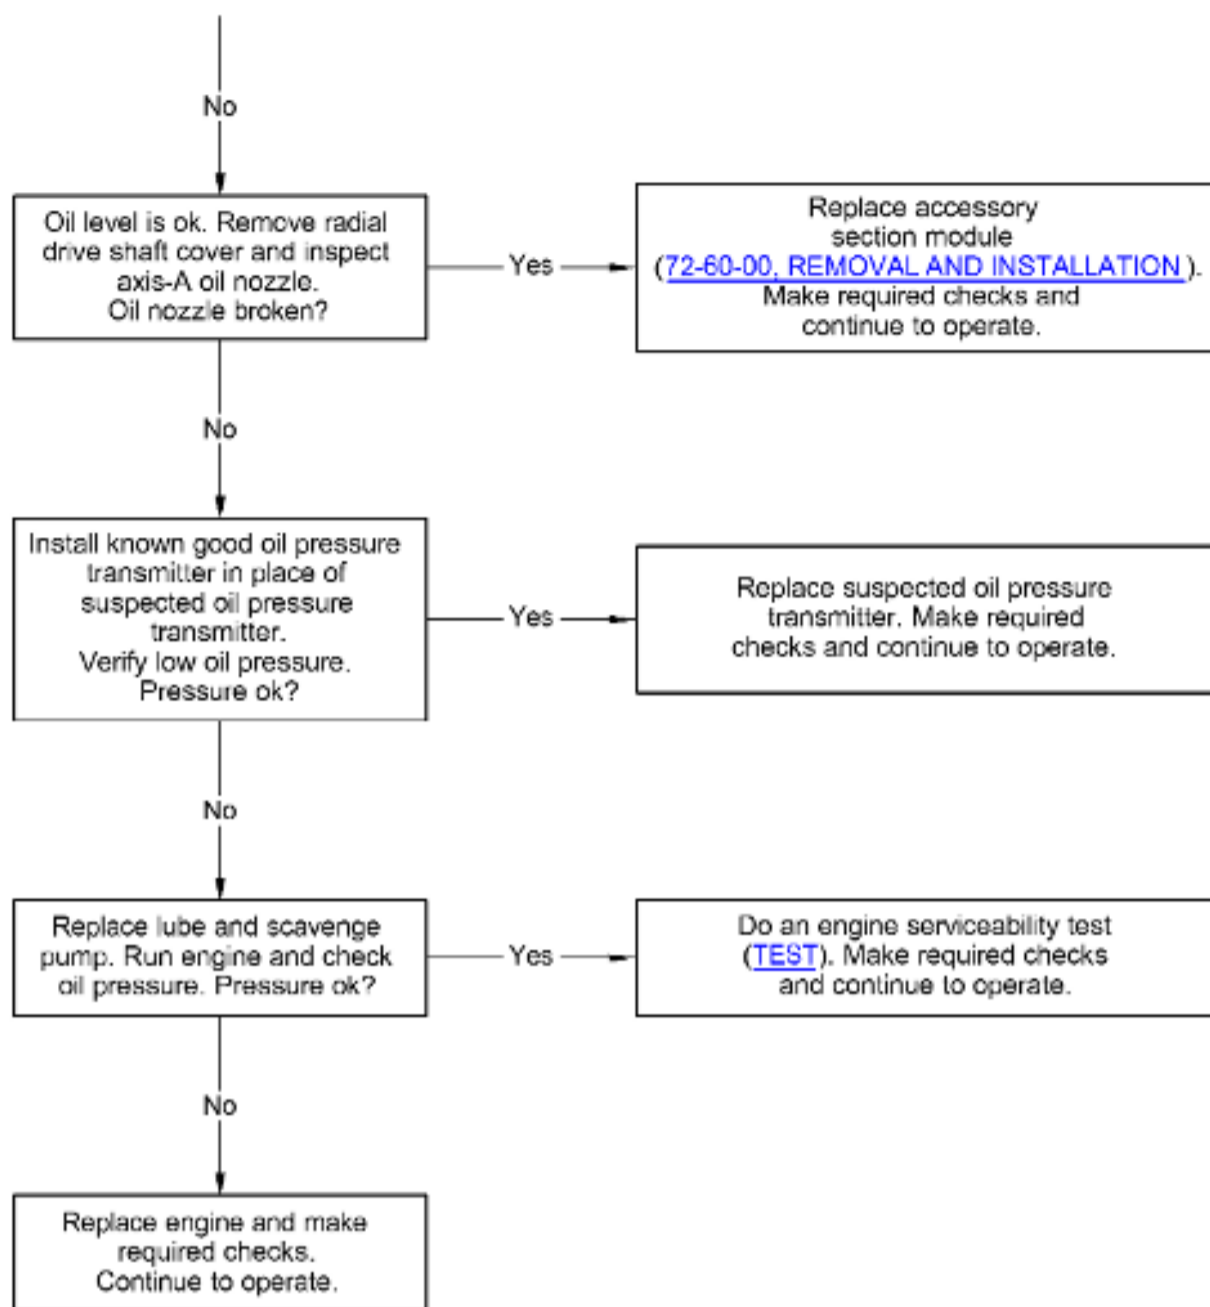 No
Oil level is ok. Remove radial
drive shaft cover and inspect
axis-A oil nozzle.
Oil nozzle broken?
Yes
Replace accessory
section module
(72-60-00, REMOVAL AND INSTALLATION ).
Make required checks and
continue to operate.
No
Install known good oil pressure
transmitter in place of
suspected oil pressure
transmitter.
Verify low oil pressure.
Pressure ok?
Yes
Replace suspected oil pressure
transmitter. Make required
checks and continue to operate.
No
Replace lube and scavenge
pump. Run engine and check
oil pressure. Pressure ok?
Yes
Do an engine serviceability test
(TEST). Make required checks
and continue to operate.
No
Replace engine and make
required checks.
Continue to operate.